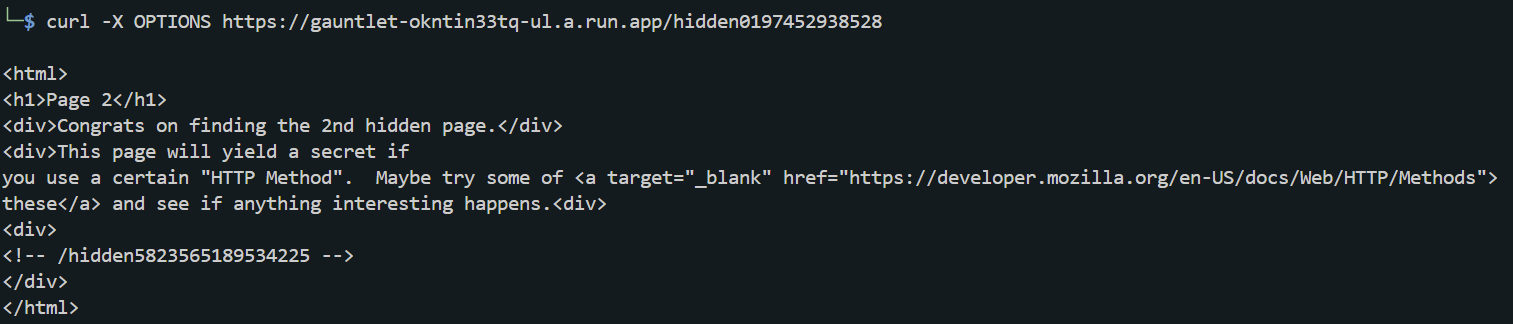 └─$ curl -X OPTIONS https://gauntlet-okntin33tq-ul.a.run.app/hidden0197452938528
<html>
<h1>Page 2</h1>
<div>Congrats on finding the 2nd hidden page.</div>
<div>This page will yield a secret if
you use a certain "HTTP Method".  Maybe try some of <a target="_blank" href="https://developer.mozilla.org/en-US/docs/Web/HTTP/Methods">
these</a> and see if anything interesting happens.<div>
<div>
<!-- /hidden5823565189534225 -->
</div>
</html>